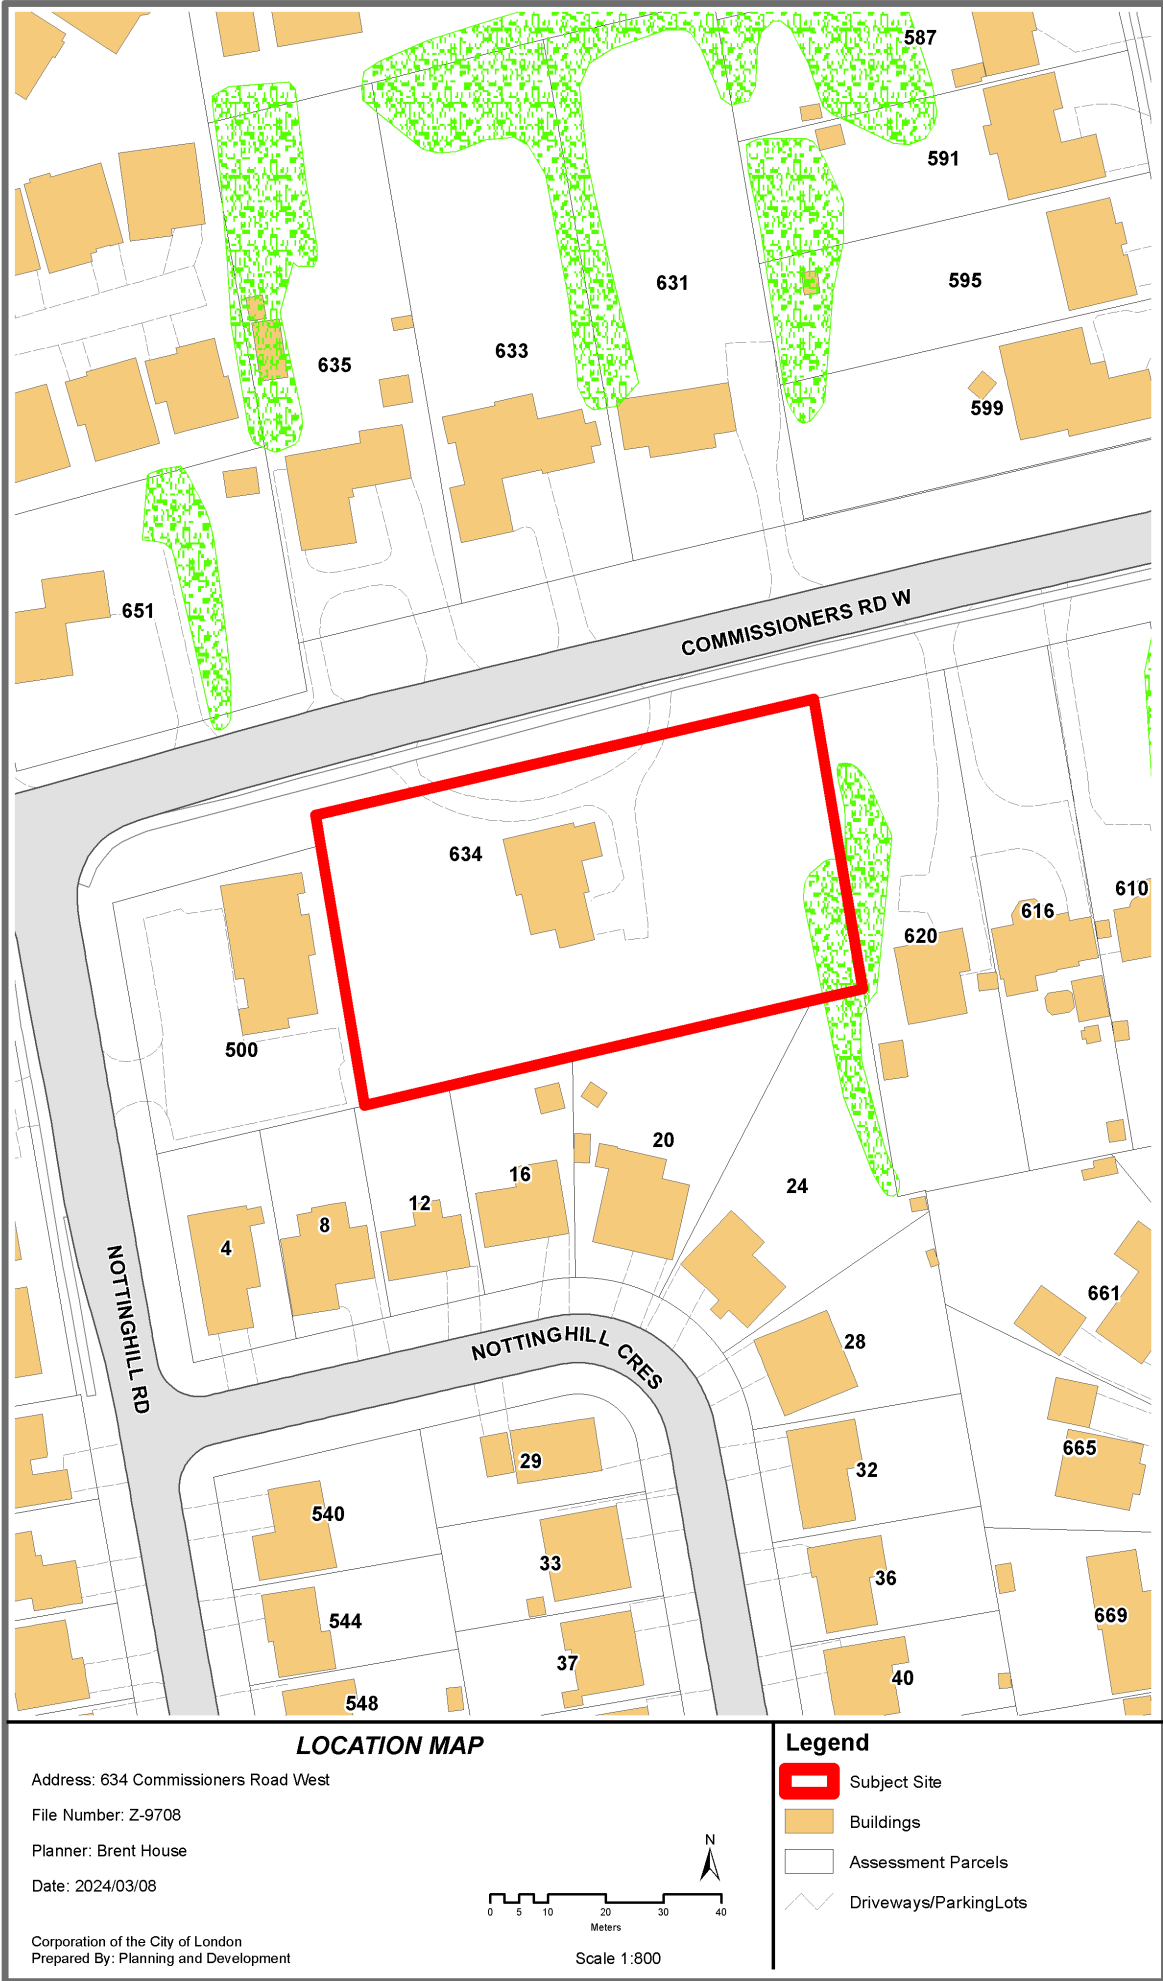 587
591
595
631
633
635
599
651
COMMISSIONERS RD W
634
610
616
620
500
20
16
24
12
8
4
661
NOTTINGHILL RD
NOTTINGHILL CRES
28
665
29
32
540
33
36
544
669
37
40
548
LOCATION MAP
Address: 634 Commissioners Road West
File Number: Z-9708
Planner: Brent House
Date: 2024/03/08
Corporation of the City of London
Prepared By: Planning and Development
N
0 5 10 20 30 40
Meters
Scale 1:800
Legend
Subject Site
Buildings
Assessment Parcels
Driveways/ParkingLots